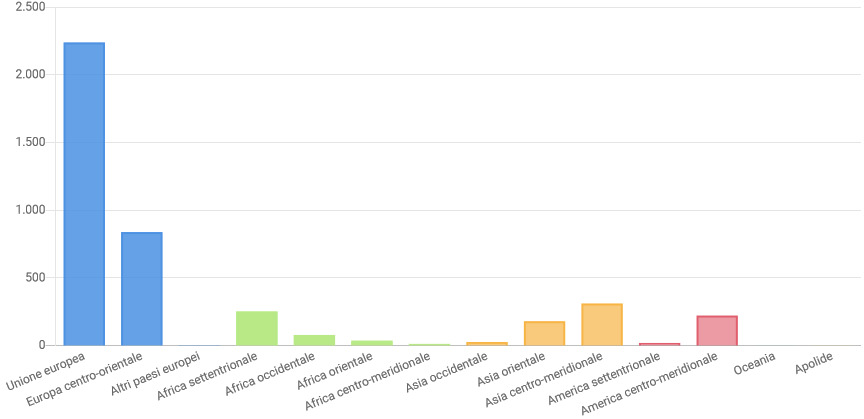 2.500
2.000
1.500
1.000
500
0
Unione europea
Europa centro-orientale
Altri paesi europei
Africa settentrionale
Africa occidentale
Africa orientale
Africa centro-meridionale
Asia occidentale
Asia orientale
Asia centro-meridionale
America settentrionale
America centro-meridionale
Oceania
Apolide